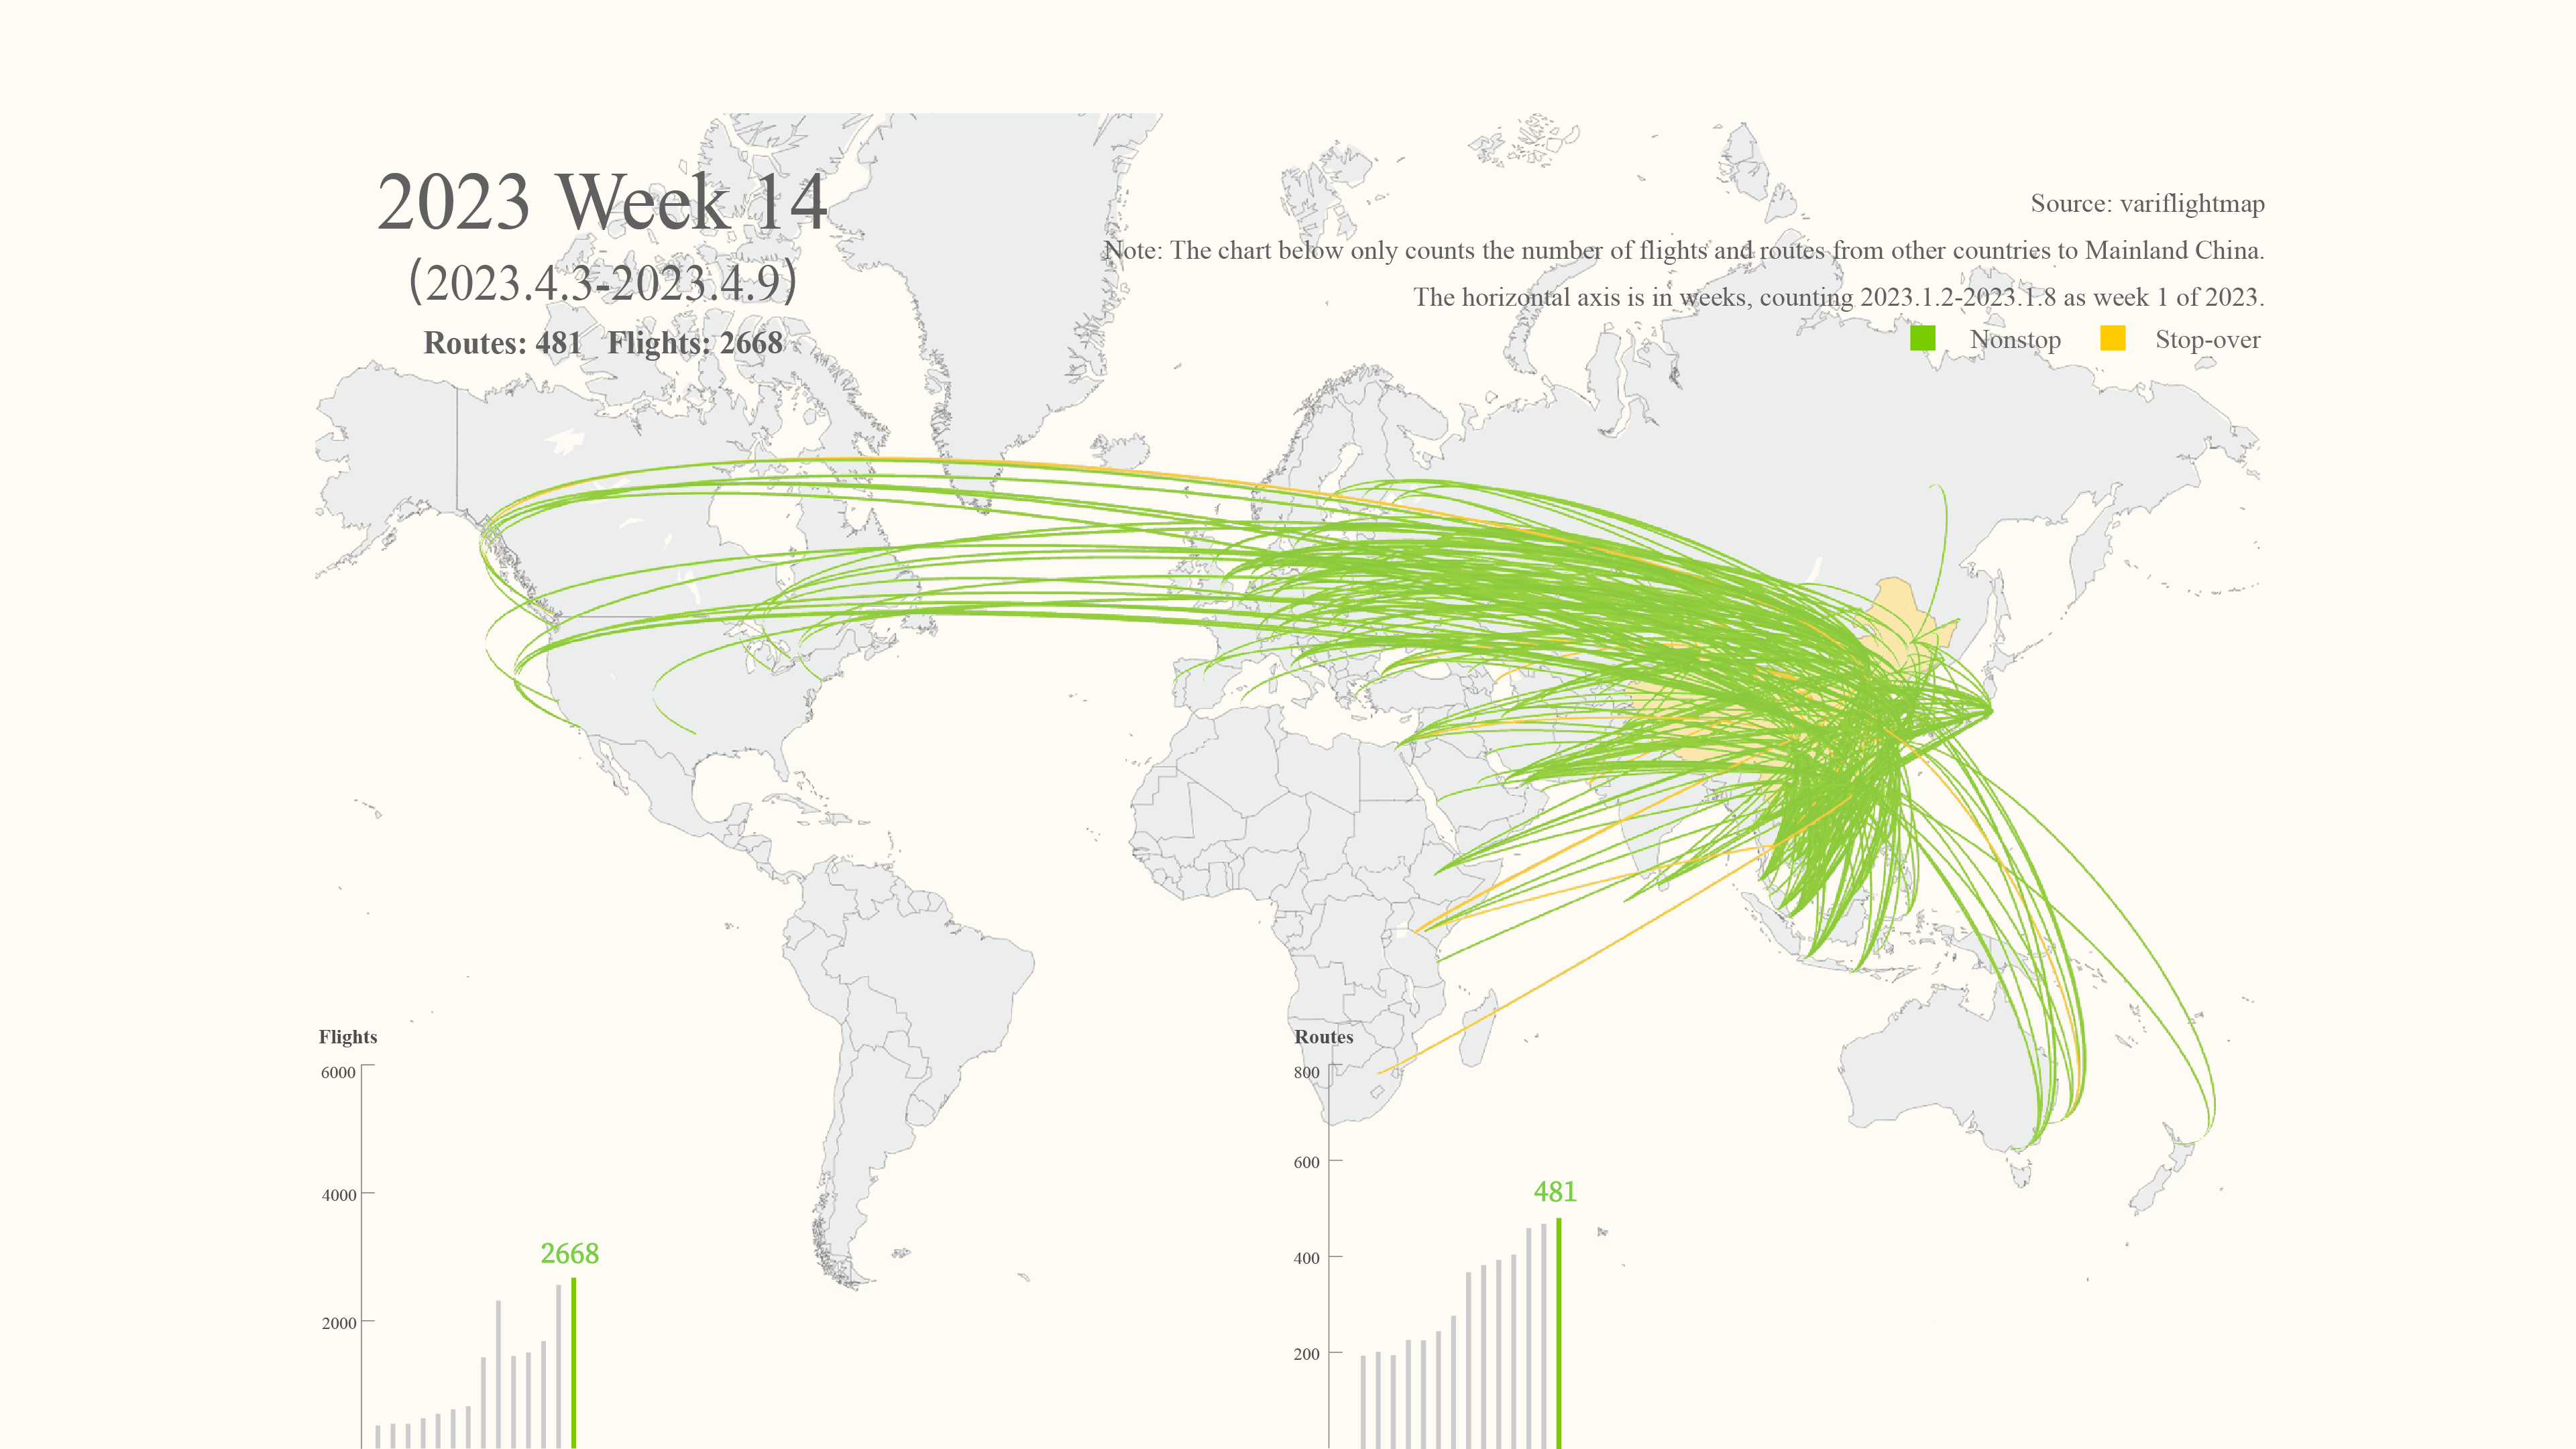 2023 Week 14
(2023.4.3-2023.4.9)
Routes: 481 Flights: 2668
Source: variflightmap
Note: The chart below only counts the number of flights and routes from other countries to Mainland China.
The horizontal axis is in weeks, counting 2023.1.2-2023.1.8 as week 1 of 2023.
Nonstop Stop-over
Flights
6000
4000
2668
2000
Routes
800
600
481
400
200